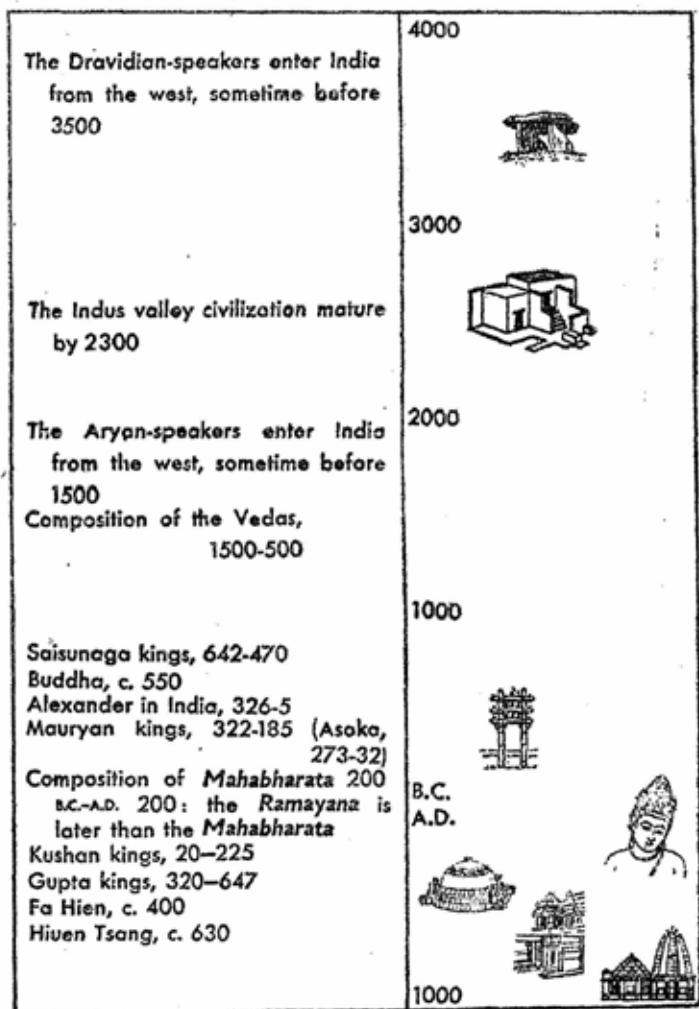 The Dravidian-speakers enter India
from the west, sometime before
3500
The Indus valley civilization mature
by 2300
The Aryan-speakers enter India
from the west, sometime before
1500
Composition of the Vedas,
1500-500
Saisunaga kings, 642-470
Buddha, c. 550
Alexander in India, 326-5
Mauryan kings, 322-185 (Asoka,
273-32)
Composition of Mahabharata 200
B.C.–A.D. 200: the Ramayana is
later than the Mahabharata
Kushan kings, 20–225
Gupta kings, 320–647
Fa Hien, c. 400
Hiuen Tsang, c. 630
4000
3000
2000
1000
B.C.
A.D.
1000